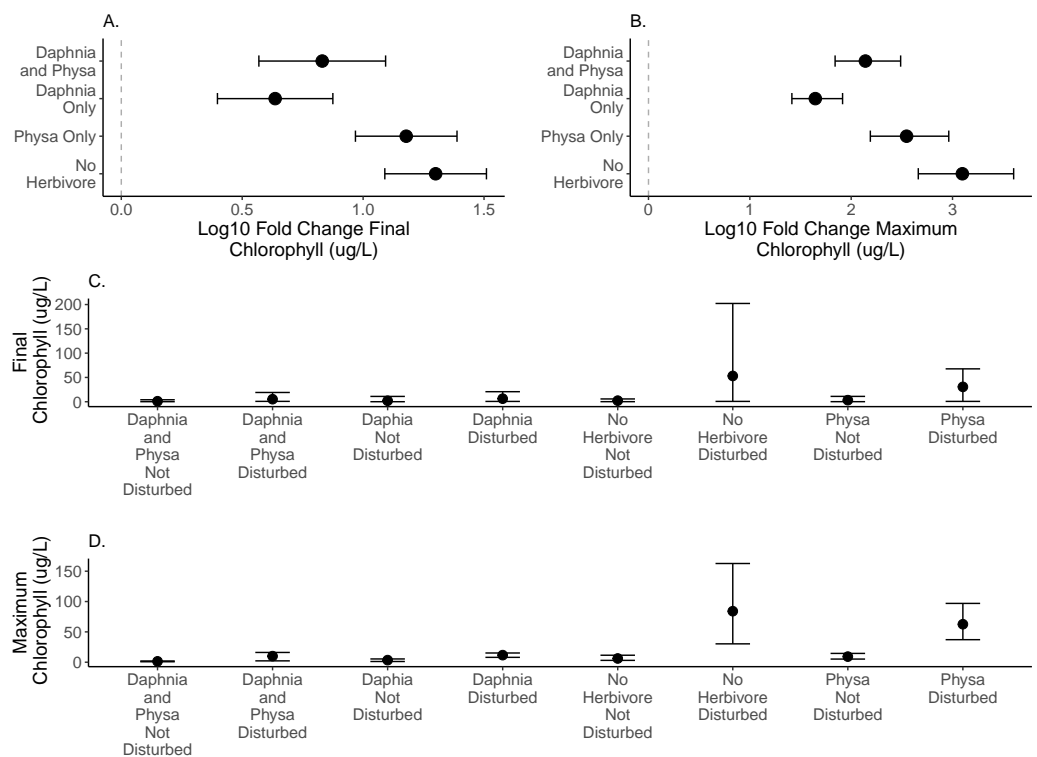 A.
Daphnia
and Physa
Daphnia
Only
Physa Only
No
Herbivore
0.0
0.5
1.0
1.5
Log10 Fold Change Final
Chlorophyll (ug/L)
B.
Daphnia
and Physa
Daphnia
Only
Physa Only
No
Herbivore
0
1
2
3
Log10 Fold Change Maximum
Chlorophyll (ug/L)
C.
Final
Chlorophyll (ug/L)
200
150
100
50
0
Daphnia
and
Physa
Not
Disturbed
Daphnia
and
Physa
Disturbed
Daphia
Not
Disturbed
Daphnia
Disturbed
No
Herbivore
Not
Disturbed
No
Herbivore
Disturbed
Physa
Not
Disturbed
Physa
Disturbed
D.
Maximum
Chlorophyll (ug/L)
150
100
50
0
Daphnia
and
Physa
Not
Disturbed
Daphnia
and
Physa
Disturbed
Daphia
Not
Disturbed
Daphnia
Disturbed
No
Herbivore
Not
Disturbed
No
Herbivore
Disturbed
Physa
Not
Disturbed
Physa
Disturbed